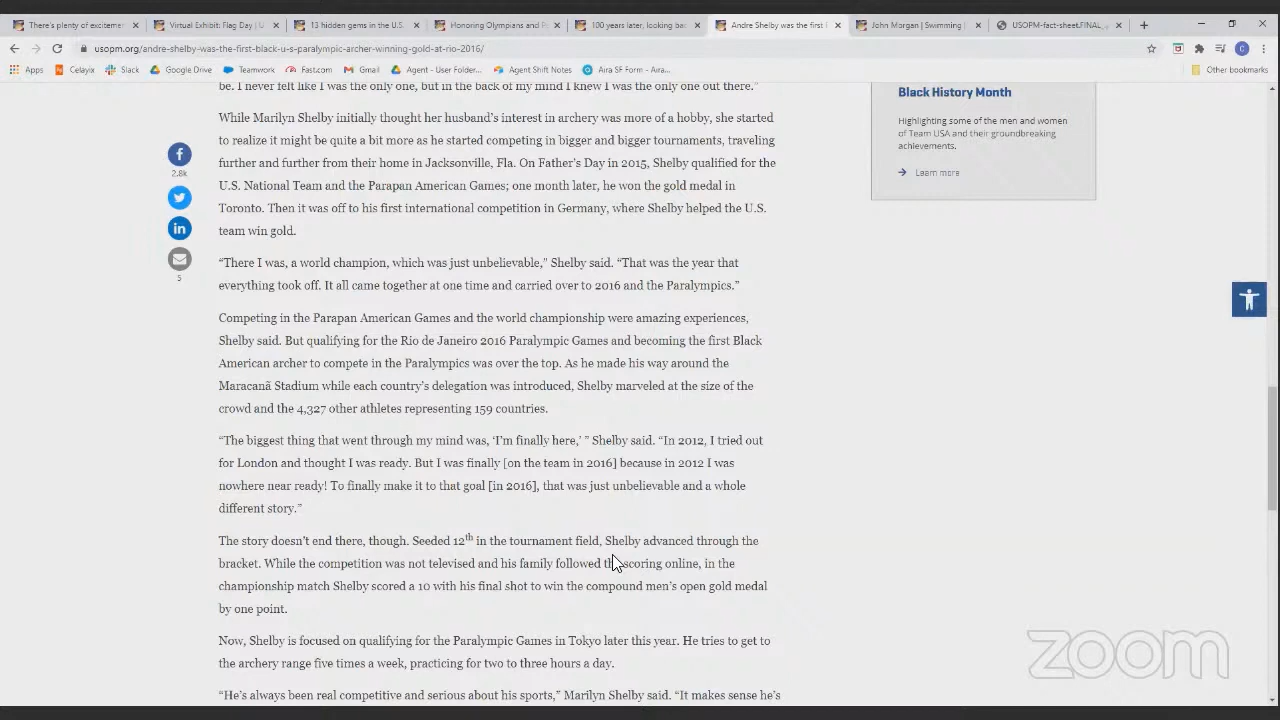 There's plenty of excitemen
Virtual Exhibit: Flag Day | U
13 hidden gems in the U.S.
Honoring Olympians and P
100 years later, looking bac
Andre Shelby was the first
John Morgan | Swimming |
USOPM-fact-sheet.FINAL_
usopm.org/andre-shelby-was-the-first-black-u-s-paralympic-archer-winning-gold-at-rio-2016/
Apps
Celayix
Slack
Google Drive
Teamwork
Fast.com
Gmail
Agent - User Folder...
Agent Shift Notes
Aira SF Form - Aira...
Other bookmarks
be. I never felt like I was the only one, but in the back of my mind I knew I was the only one out there.”
While Marilyn Shelby initially thought her husband’s interest in archery was more of a hobby, she started
to realize it might be quite a bit more as he started competing in bigger and bigger tournaments, traveling
further and further from their home in Jacksonville, Fla. On Father’s Day in 2015, Shelby qualified for the
U.S. National Team and the Parapan American Games; one month later, he won the gold medal in
Toronto. Then it was off to his first international competition in Germany, where Shelby helped the U.S.
team win gold.
“There I was, a world champion, which was just unbelievable,” Shelby said. “That was the year that
everything took off. It all came together at one time and carried over to 2016 and the Paralympics.”
Competing in the Parapan American Games and the world championship were amazing experiences,
Shelby said. But qualifying for the Rio de Janeiro 2016 Paralympic Games and becoming the first Black
American archer to compete in the Paralympics was over the top. As he made his way around the
Maracanã Stadium while each country’s delegation was introduced, Shelby marveled at the size of the
crowd and the 4,327 other athletes representing 159 countries.
“The biggest thing that went through my mind was, ‘I’m finally here,’ ” Shelby said. “In 2012, I tried out
for London and thought I was ready. But I was finally [on the team in 2016] because in 2012 I was
nowhere near ready! To finally make it to that goal [in 2016], that was just unbelievable and a whole
different story.”
The story doesn’t end there, though. Seeded 12th in the tournament field, Shelby advanced through the
bracket. While the competition was not televised and his family followed the scoring online, in the
championship match Shelby scored a 10 with his final shot to win the compound men’s open gold medal
by one point.
Now, Shelby is focused on qualifying for the Paralympic Games in Tokyo later this year. He tries to get to
the archery range five times a week, practicing for two to three hours a day.
“He’s always been real competitive and serious about his sports,” Marilyn Shelby said. “It makes sense he’s
2.8k
5
Black History Month
Highlighting some of the men and
women of Team USA and their groundbreaking
achievements.
Learn more
zoom